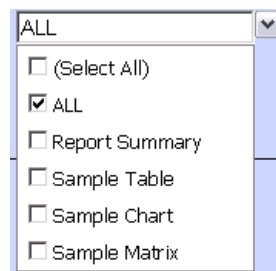 ALL
(Select All)
ALL
Report Summary
Sample Table
Sample Chart
Sample Matrix